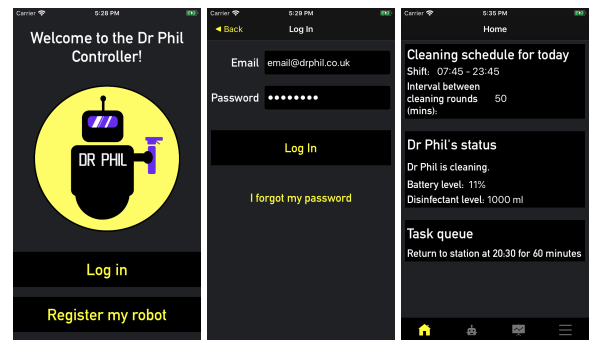 Carrier 5:28 PM
Welcome to the Dr Phil
Controller!
DR PHIL
Log in
Register my robot
Carrier 5:29 PM
Back Log In
Email email@drphil.co.uk
Password ••••••••
Log In
I forgot my password
Carrier 5:35 PM
Home
Cleaning schedule for today
Shift: 07:45 - 23:45
Interval between
cleaning rounds 50
(mins):
Dr Phil's status
Dr Phil is cleaning.
Battery level: 11%
Disinfectant level: 1000 ml
Task queue
Return to station at 20:30 for 60 minutes